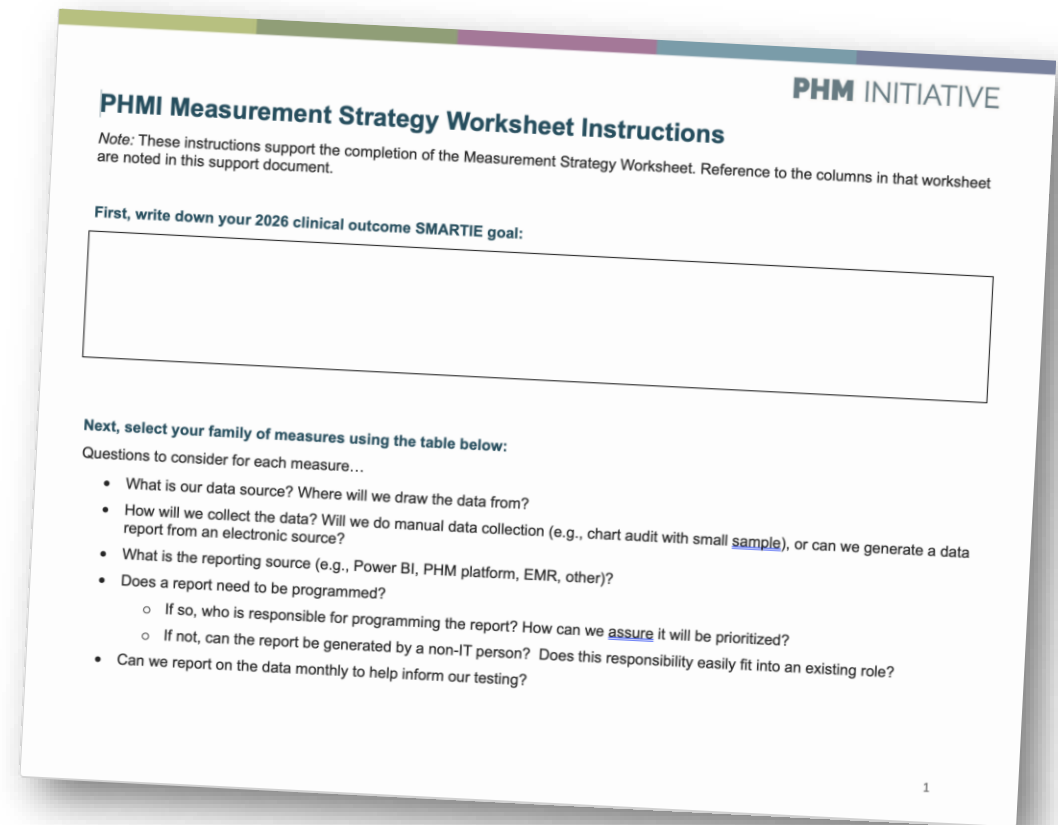 PHM INITIATIVE
PHMI Measurement Strategy Worksheet Instructions
Note: These instructions support the completion of the Measurement Strategy Worksheet. Reference to the columns in that worksheet
are noted in this support document.
First, write down your 2026 clinical outcome SMARTIE goal:
Next, select your family of measures using the table below:
Questions to consider for each measure…
• What is our data source? Where will we draw the data from?
• How will we collect the data? Will we do manual data collection (e.g., chart audit with small sample), or can we generate a data
report from an electronic source?
• What is the reporting source (e.g., Power BI, PHM platform, EMR, other)?
• Does a report need to be programmed?
○ If so, who is responsible for programming the report? How can we assure it will be prioritized?
○ If not, can the report be generated by a non-IT person?  Does this responsibility easily fit into an existing role?
• Can we report on the data monthly to help inform our testing?
1